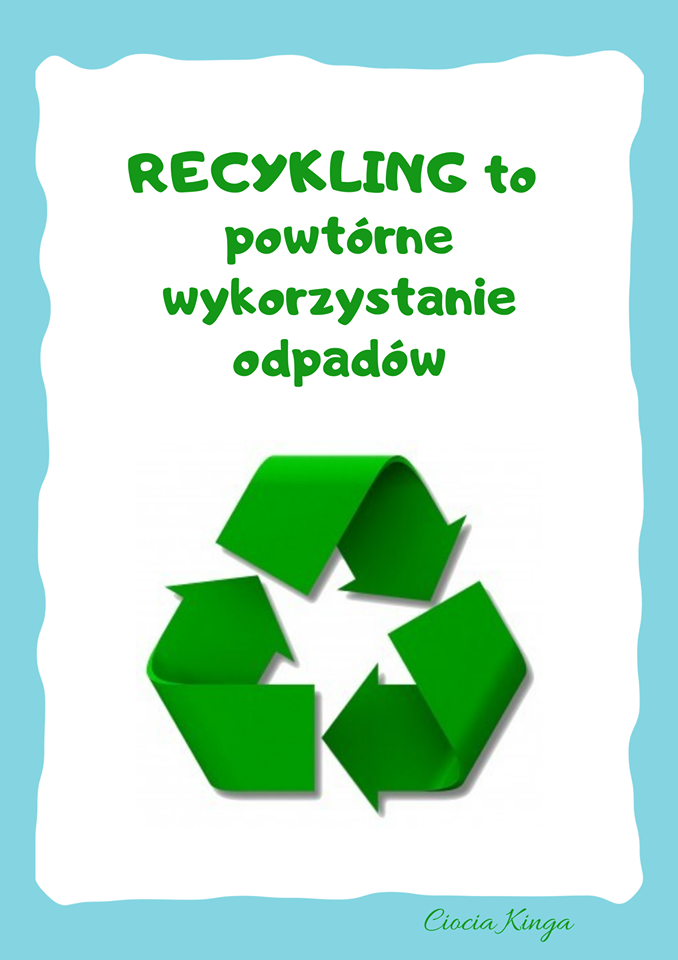 RECYKLING to
powtórne
wykorzystanie
odpadów
Ciocia Kinga